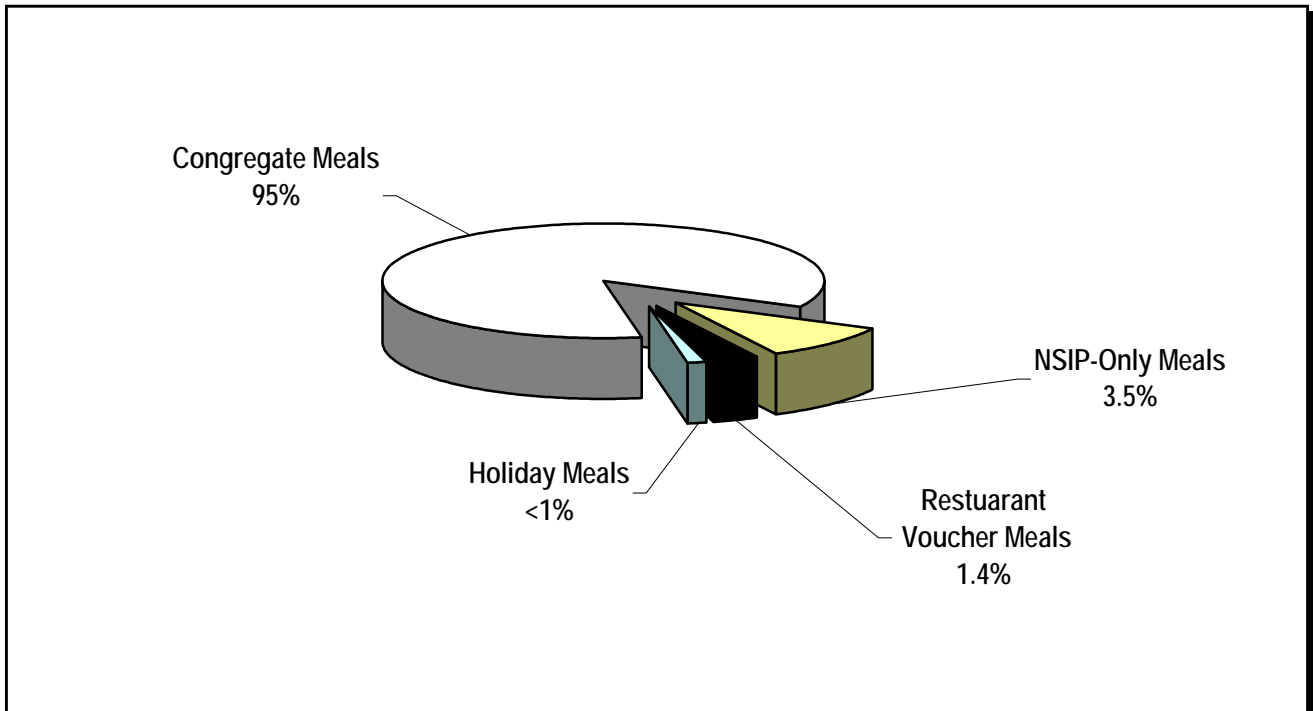 Congregate Meals
95%
NSIP-Only Meals
3.5%
Holiday Meals
<1%
Restuarant
Voucher Meals
1.4%